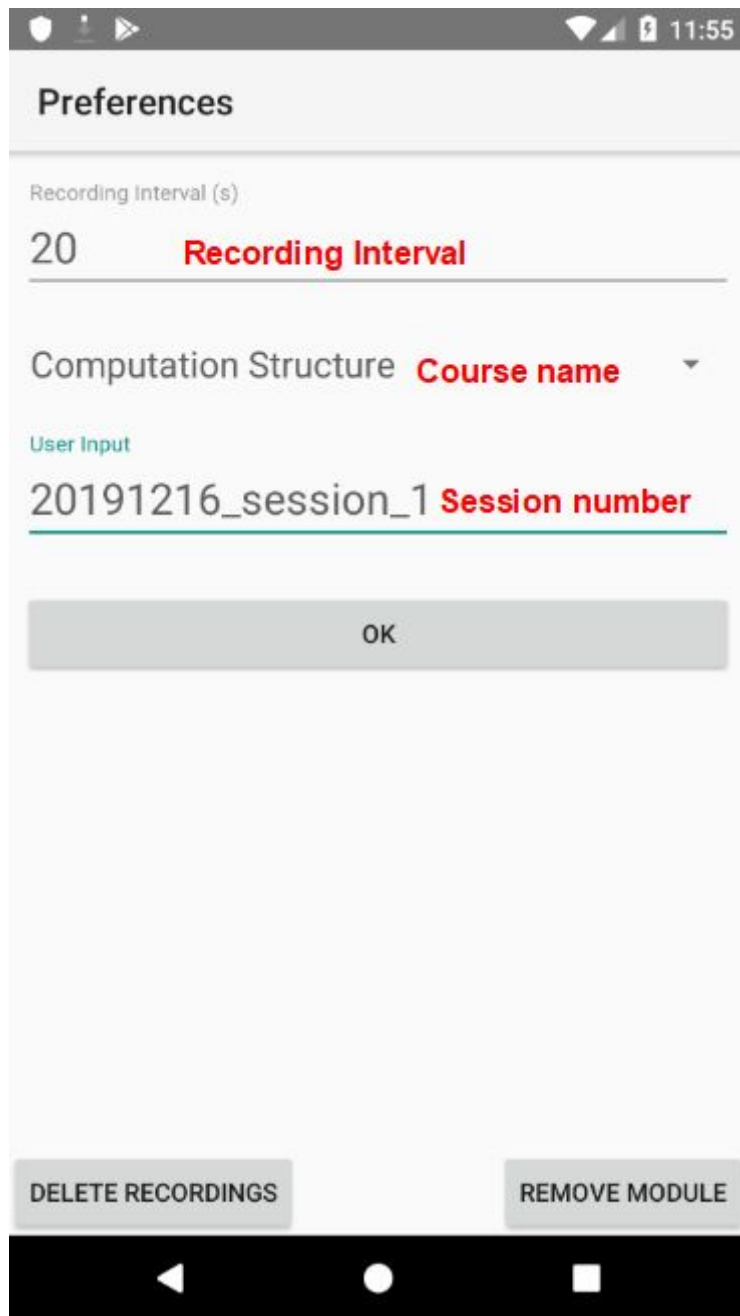 11:55
Preferences
Recording Interval (s)
20 Recording Interval
Computation Structure Course name
User Input
20191216_session_1 Session number
OK
DELETE RECORDINGS REMOVE MODULE